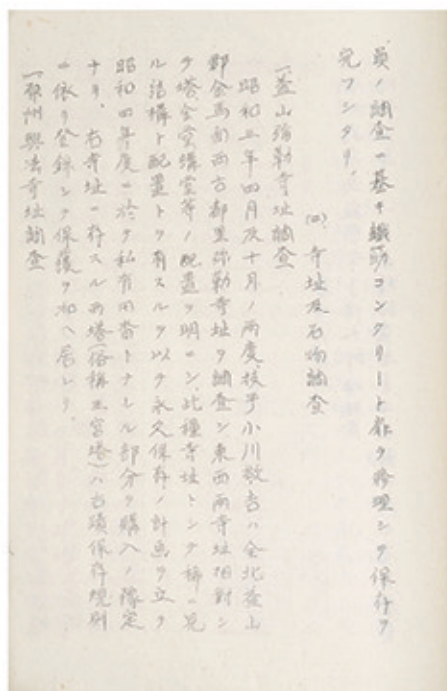 員ノ調査ニ基キ鐵筋コンクリート敷ヲ修理シテ保存ヲ
完フシタリ、
(四)、寺址及石物調査
一、益山弥勒寺址調査
昭和三年四月及十月ノ兩度技手小川敬吉ハ全北益山
郡金馬面西古都里弥勒寺址ヲ調査シ東西兩寺址相對シ
テ塔、金堂講堂等ノ配置ヲ明ニシ、此種寺址トシテ稀ニ見
ル結構ト配置トヲ有スルヲ以テ永久保存ノ計画ヲ立テ
昭和四年度ニ於テ私有田畓トナレル部分ヲ購入ノ豫定
ナリ、右寺址ニ存スル西塔(俗稱王宮塔)ハ古蹟保存規則
ニ依リ登録シテ保護ヲ加ヘ居レリ、
一、原州興法寺址調査